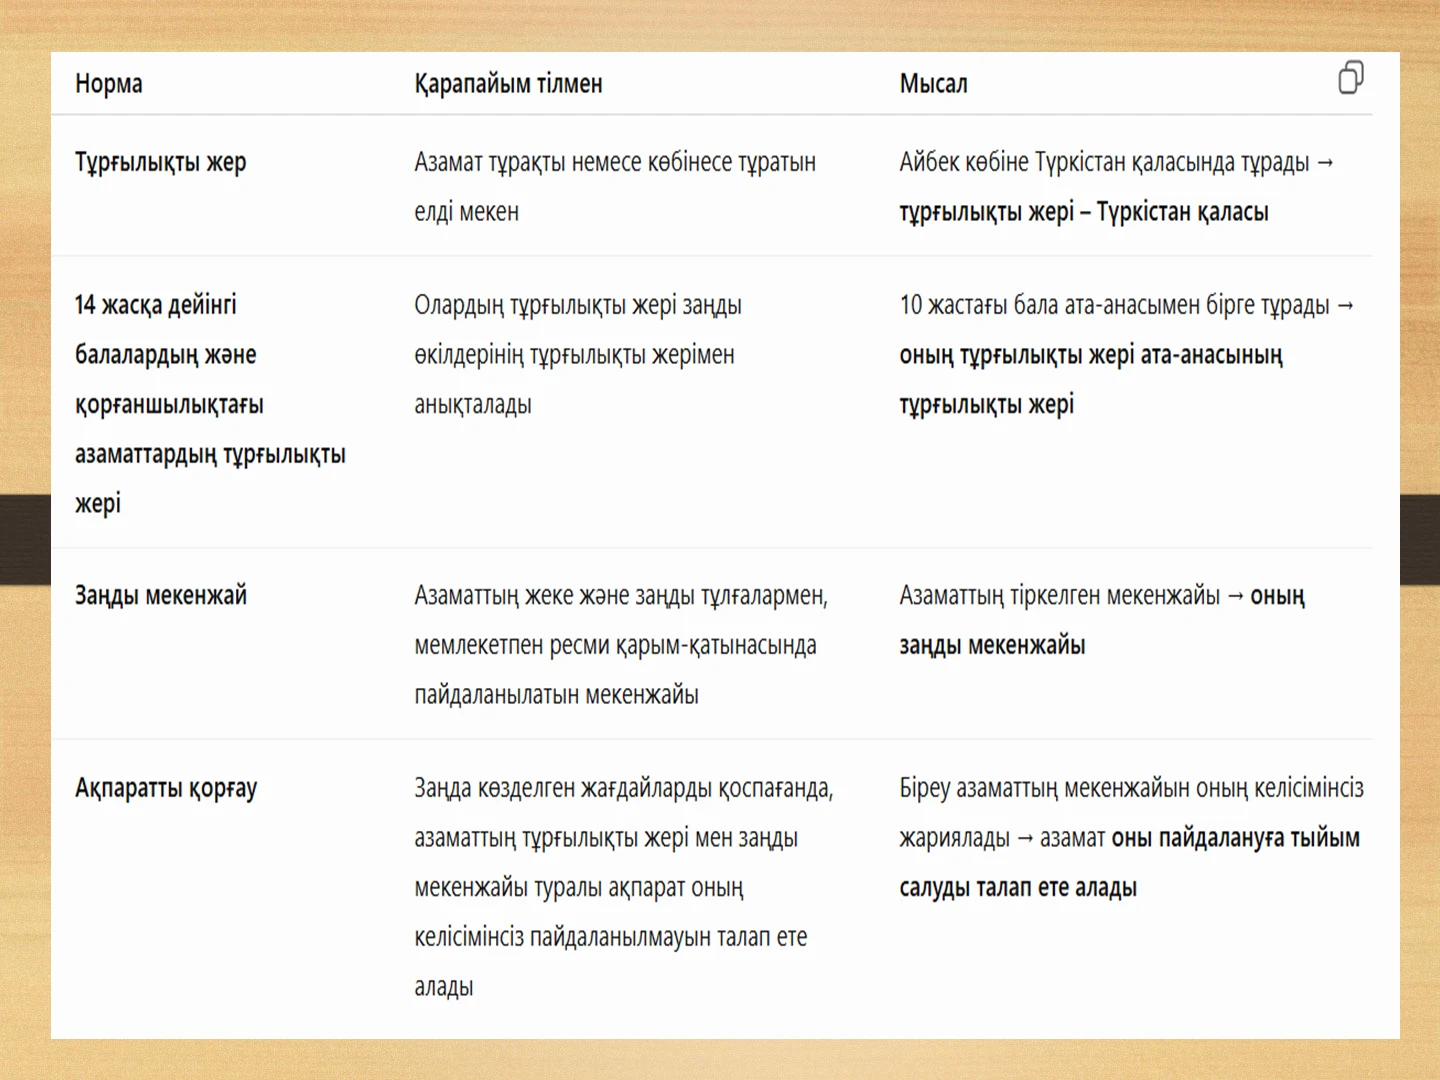 Норма
Қарапайым тілмен
Мысал
Тұрғылықты жер
Азамат тұрақты немесе көбінесе тұратын
елді мекен
Айбек көбіне Түркістан қаласында тұрады →
тұрғылықты жері – Түркістан қаласы
14 жасқа дейінгі
балалардың және
қорғаншылықтағы
азаматтардың тұрғылықты
жері
Олардың тұрғылықты жері заңды
өкілдерінің тұрғылықты жерімен
анықталады
10 жастағы бала ата-анасымен бірге тұрады →
оның тұрғылықты жері ата-анасының
тұрғылықты жері
Заңды мекенжай
Азаматтың жеке және заңды тұлғалармен,
мемлекетпен ресми қарым-қатынасында
пайдаланылатын мекенжайы
Азаматтың тіркелген мекенжайы → оның
заңды мекенжайы
Ақпаратты қорғау
Заңда көзделген жағдайларды қоспағанда,
азаматтың тұрғылықты жері мен заңды
мекенжайы туралы ақпарат оның
келісімінсіз пайдаланылмауын талап ете
алады
Біреу азаматтың мекенжайын оның келісімінсіз
жариялады → азамат оны пайдалануға тыйым
салуды талап ете алады